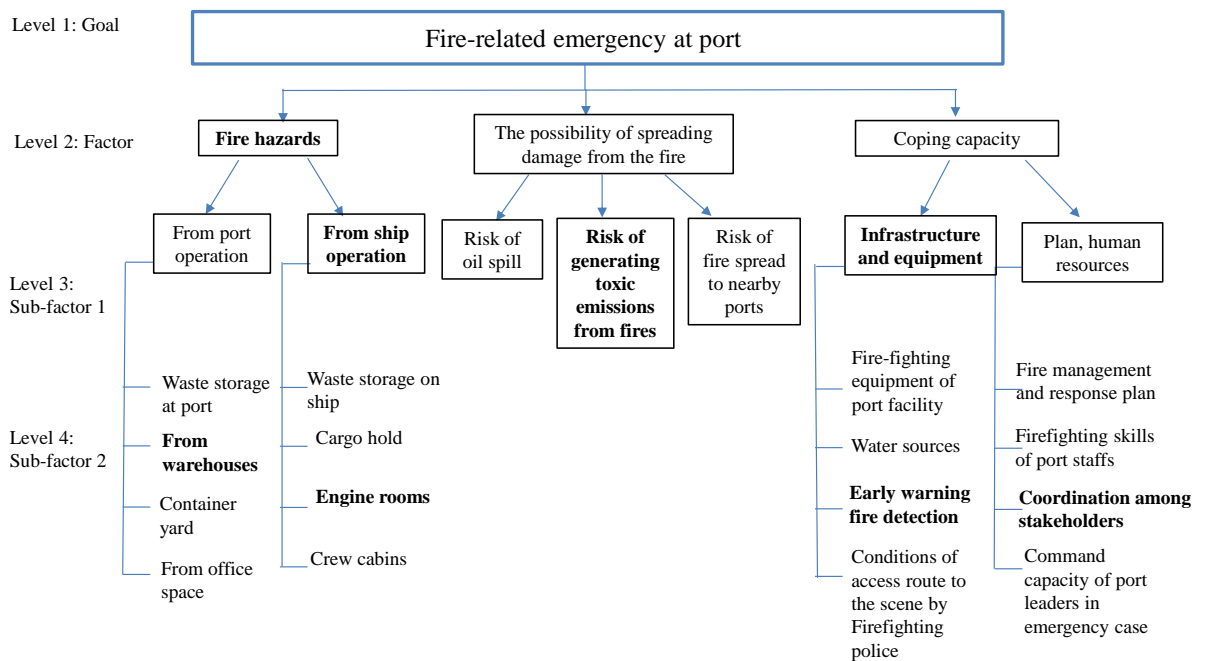 Level 1: Goal
Fire-related emergency at port
Level 2: Factor
Fire hazards
The possibility of spreading
damage from the fire
Coping capacity
Level 3:
Sub-factor 1
From port
operation
From ship
operation
Risk of
oil spill
Risk of
generating
toxic
emissions
from fires
Risk of
fire spread
to nearby
ports
Infrastructure
and equipment
Plan, human
resources
Level 4:
Sub-factor 2
Waste storage
at port
From
warehouses
Container
yard
From office
space
Waste storage on
ship
Cargo hold
Engine rooms
Crew cabins
Fire-fighting
equipment of
port facility
Water sources
Early warning
fire detection
Conditions of
access route to
the scene by
Firefighting
police
Fire management
and response plan
Firefighting skills
of port staffs
Coordination among
stakeholders
Command
capacity of port
leaders in
emergency case